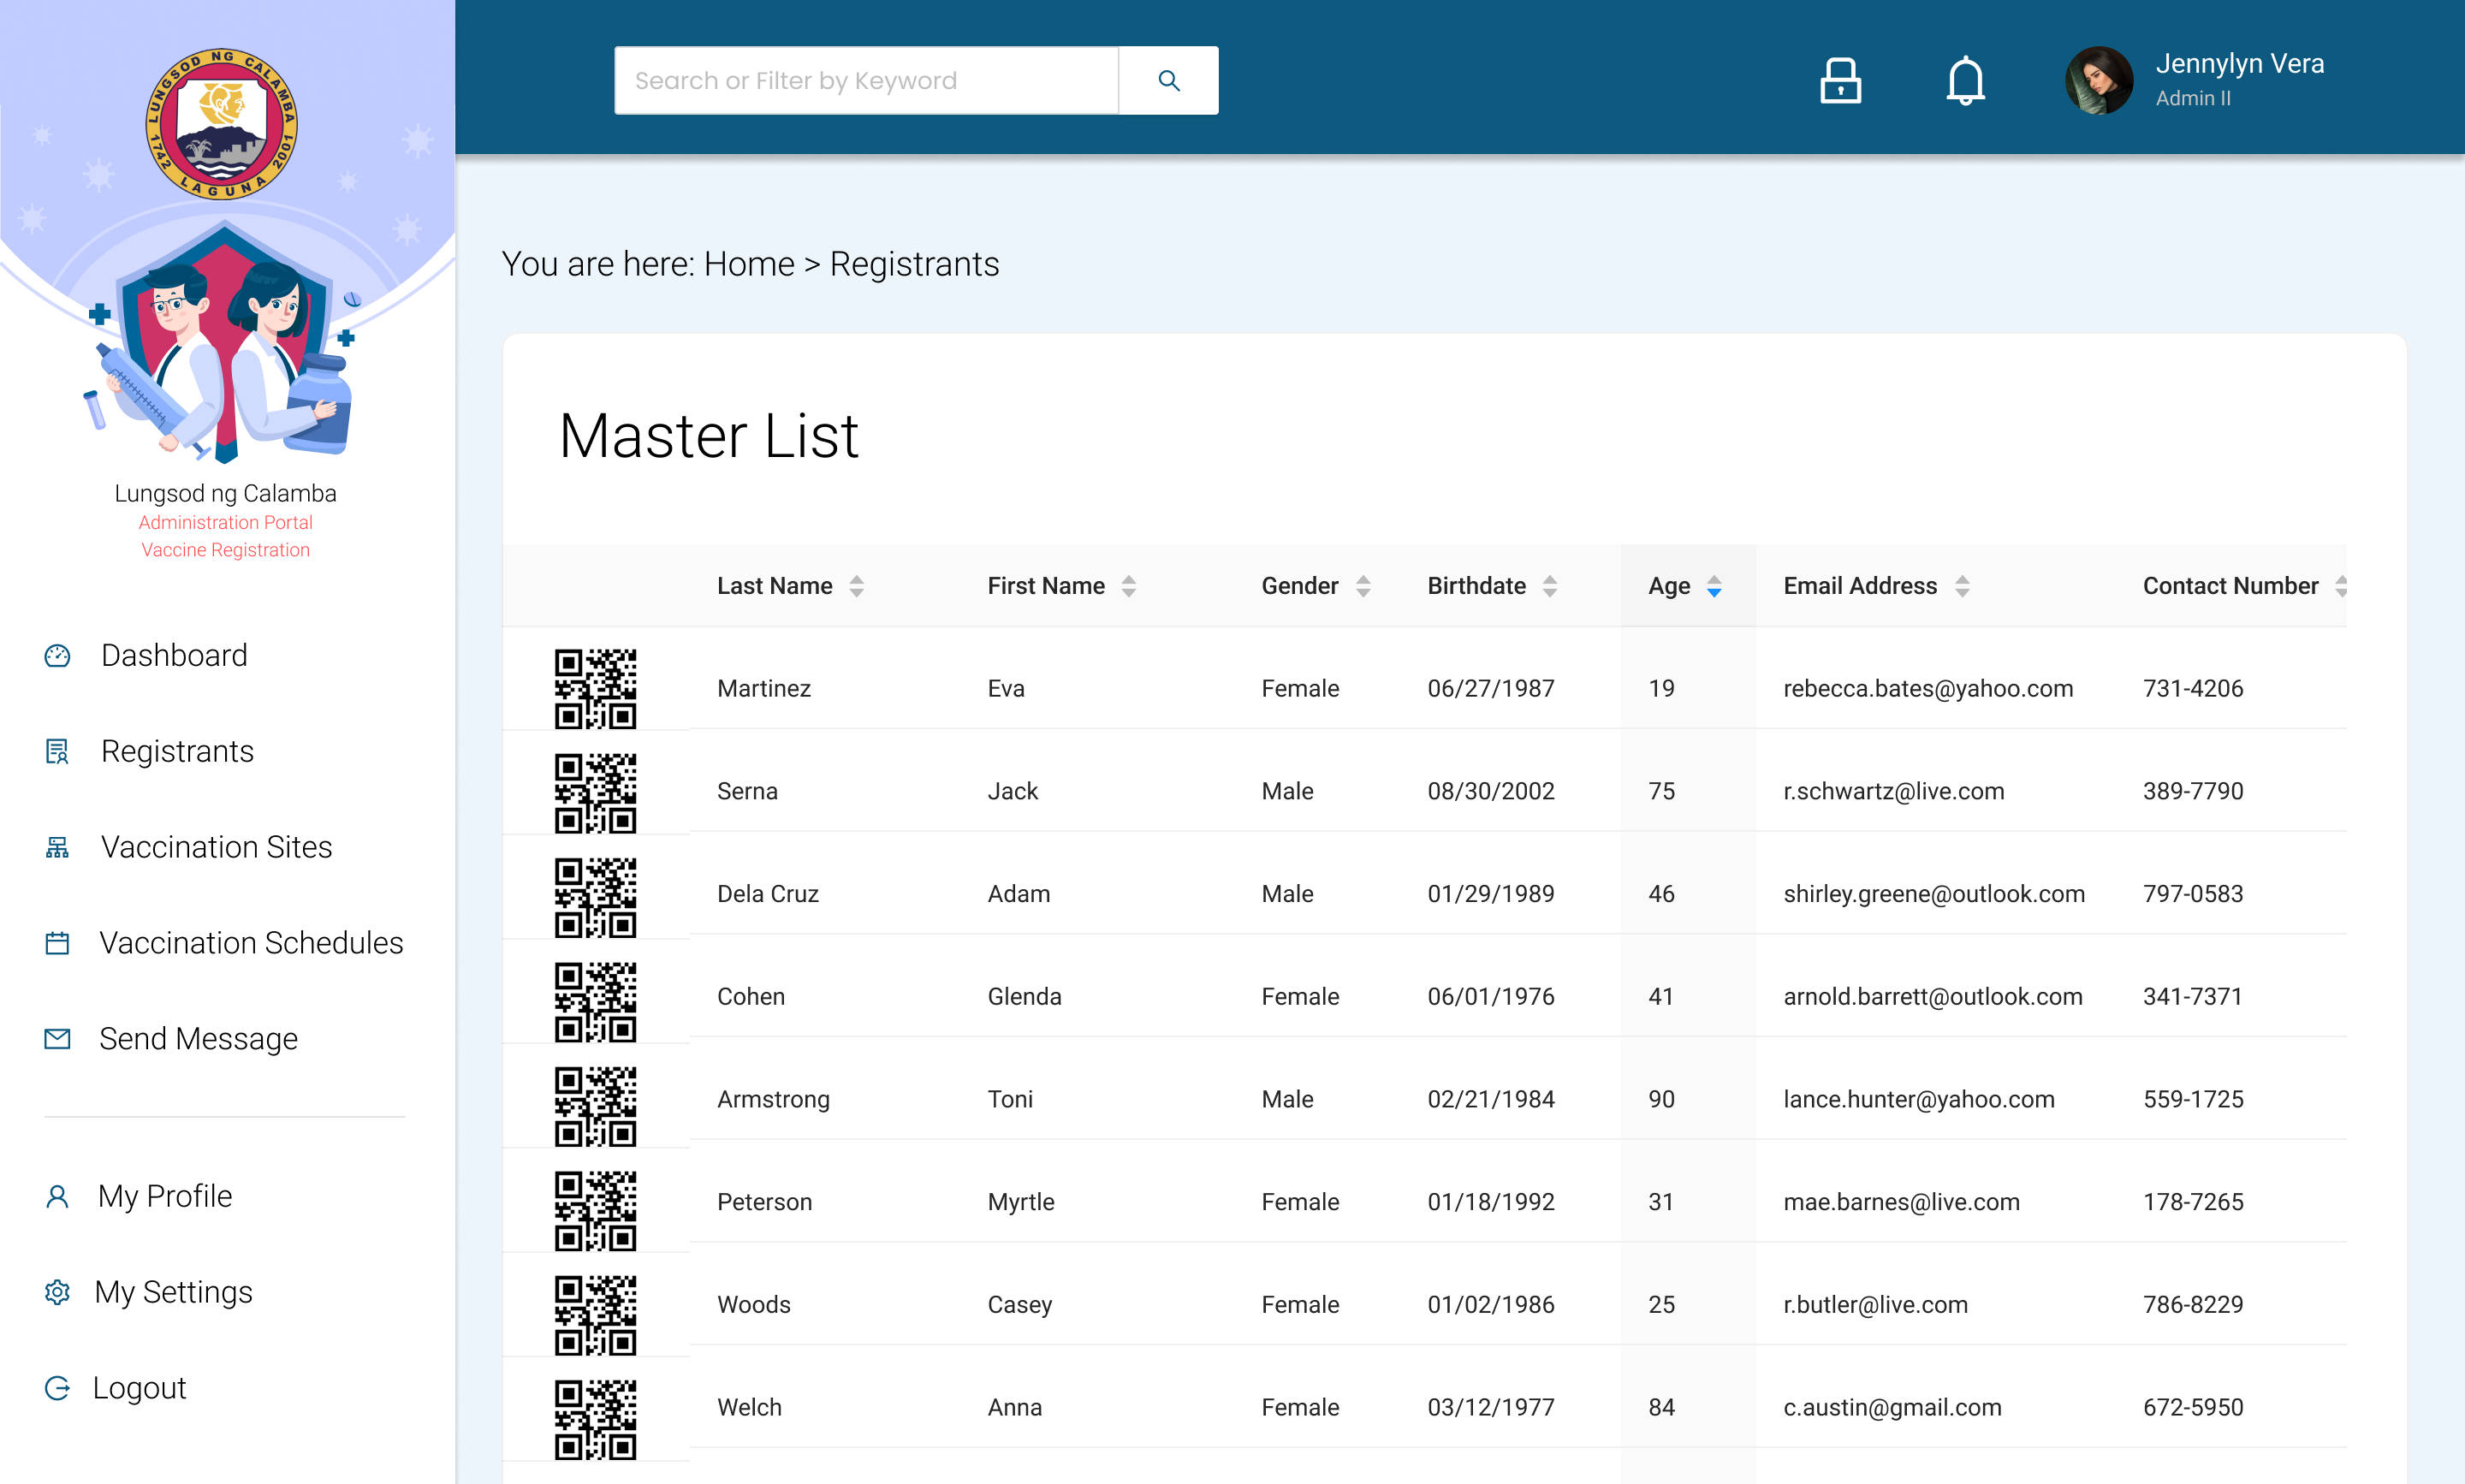 LUNGSOD NG CALAMBA
1742 LAGUNA 2001
Lungsod ng Calamba
Administration Portal
Vaccine Registration
Dashboard
Registrants
Vaccination Sites
Vaccination Schedules
Send Message
My Profile
My Settings
Logout
Search or Filter by Keyword
Jennylyn Vera
Admin II
You are here: Home > Registrants
Master List
Last Name First Name Gender Birthdate Age Email Address Contact Number
Martinez Eva Female 06/27/1987 19 rebecca.bates@yahoo.com 731-4206
Serna Jack Male 08/30/2002 75 r.schwartz@live.com 389-7790
Dela Cruz Adam Male 01/29/1989 46 shirley.greene@outlook.com 797-0583
Cohen Glenda Female 06/01/1976 41 arnold.barrett@outlook.com 341-7371
Armstrong Toni Male 02/21/1984 90 lance.hunter@yahoo.com 559-1725
Peterson Myrtle Female 01/18/1992 31 mae.barnes@live.com 178-7265
Woods Casey Female 01/02/1986 25 r.butler@live.com 786-8229
Welch Anna Female 03/12/1977 84 c.austin@gmail.com 672-5950